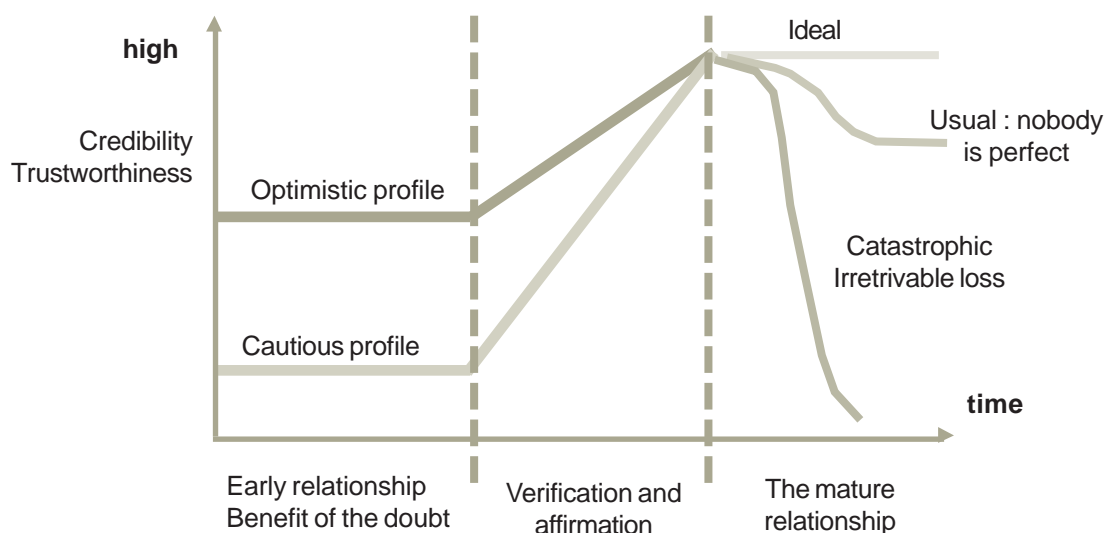 Ideal
high
Usual : nobody
is perfect
Credibility
Trustworthiness
Optimistic profile
Catastrophic
Irretrivable loss
Cautious profile
time
Early relationship
Benefit of the doubt
Verification and
affirmation
The mature
relationship